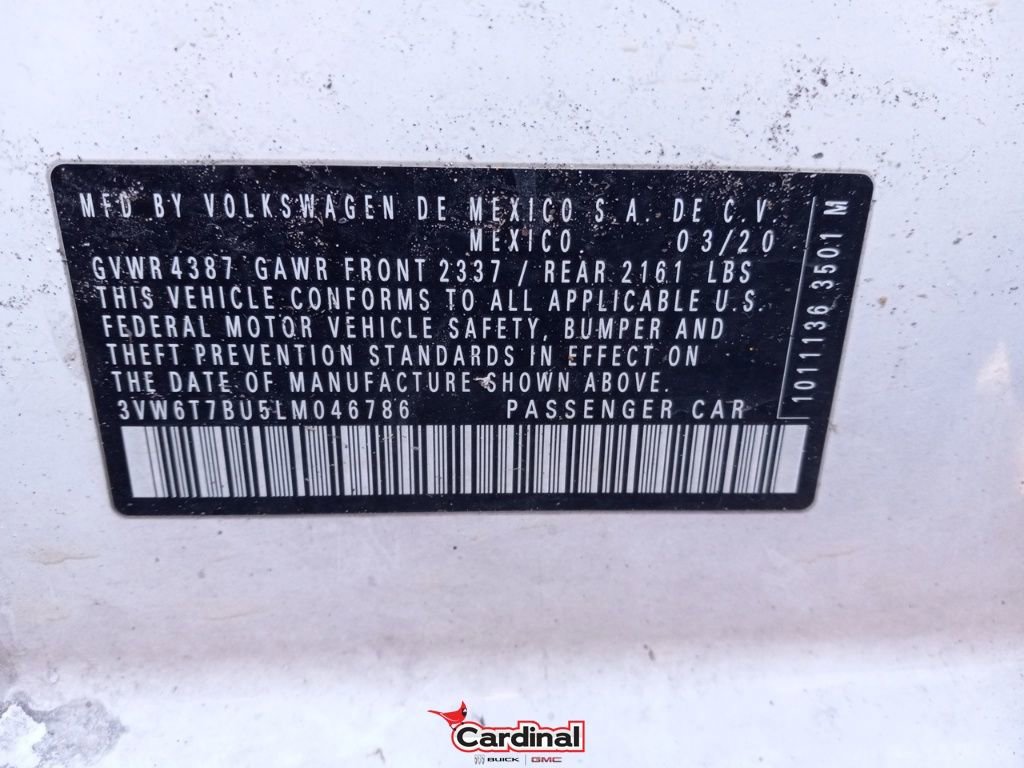 MFD BY VOLKSWAGEN DE MEXICO S.A. DE C.V.
MEXICO. 03/20
GVWR 4387 GAWR FRONT 2337 / REAR 2161 LBS
THIS VEHICLE CONFORMS TO ALL APPLICABLE U.S.
FEDERAL MOTOR VEHICLE SAFETY, BUMPER AND
THEFT PREVENTION STANDARDS IN EFFECT ON
THE DATE OF MANUFACTURE SHOWN ABOVE.
3VW6T7BU5LM046786 PASSENGER CAR
1011136 3501 M
Cardinal
BUICK GMC